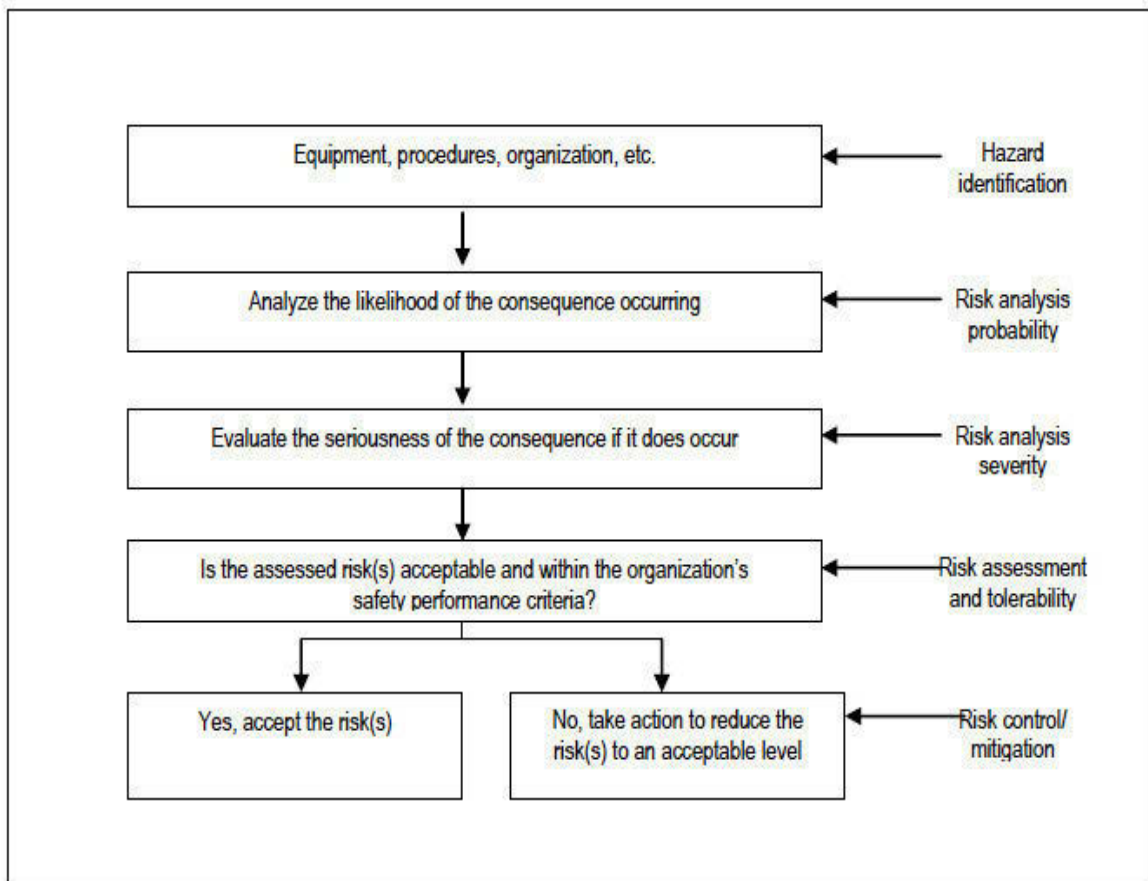 Equipment, procedures, organization, etc.
Hazard
identification
Analyze the likelihood of the consequence occurring
Risk analysis
probability
Evaluate the seriousness of the consequence if it does occur
Risk analysis
severity
Is the assessed risk(s) acceptable and within the organization's
safety performance criteria?
Risk assessment
and tolerability
Yes, accept the risk(s)
No, take action to reduce the
risk(s) to an acceptable level
Risk control/
mitigation